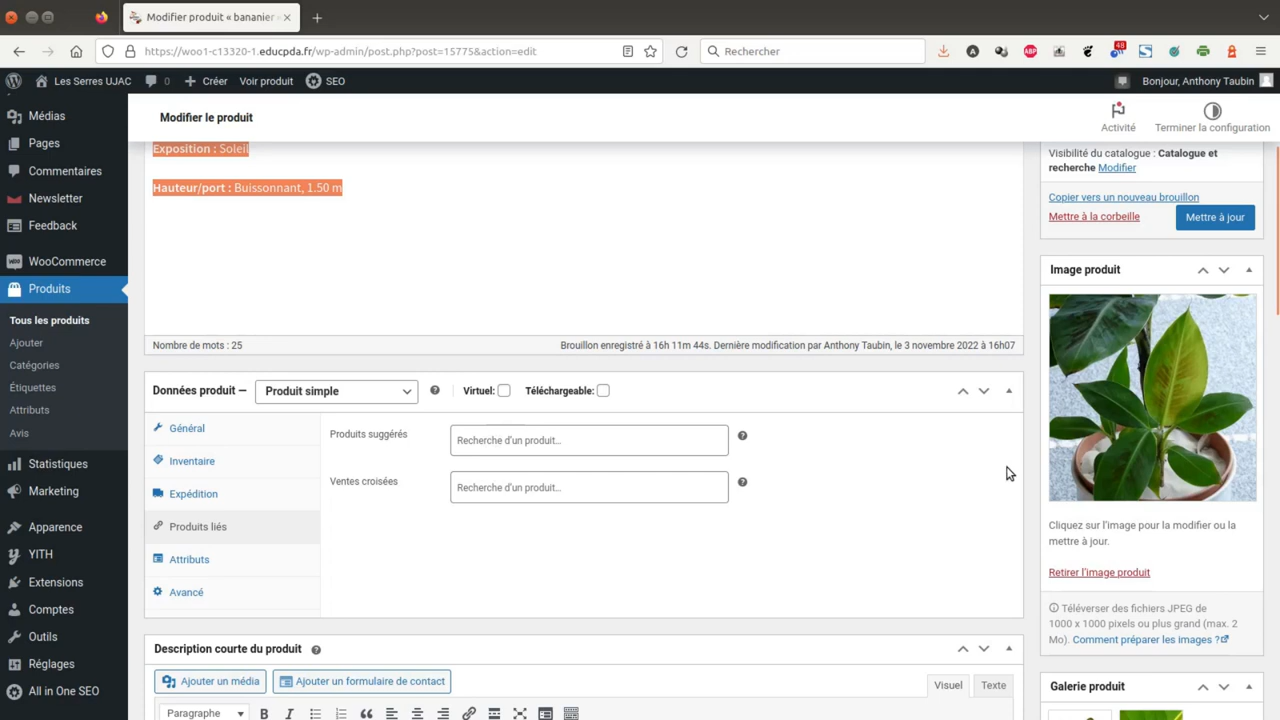 Modifier produit « bananier
https://woo1-c13320-1.educpda.fr/wp-admin/post.php?post=15775&action=edit
Rechercher
ABP
48
Les Serres UJAC
0
Créer
Voir produit
SEO
Bonjour, Anthony Taubin
Médias
Pages
Commentaires
Newsletter
Feedback
WooCommerce
Produits
Tous les produits
Ajouter
Catégories
Étiquettes
Attributs
Avis
Statistiques
Marketing
Apparence
YITH
Extensions
Comptes
Outils
Réglages
All in One SEO
Modifier le produit
Activité
Terminer la configuration
Exposition : Soleil
Hauteur/port : Buissonnant, 1.50 m
Nombre de mots : 25
Brouillon enregistré à 16h 11m 44s. Dernière modification par Anthony Taubin, le 3 novembre 2022 à 16h07
Données produit —
Produit simple
Virtuel:
Téléchargeable:
Général
Inventaire
Expédition
Produits liés
Attributs
Avancé
Produits suggérés
Recherche d’un produit…
Ventes croisées
Recherche d’un produit…
Description courte du produit
Ajouter un média
Ajouter un formulaire de contact
Visuel
Texte
Paragraphe
B
I
Visibilité du catalogue : Catalogue et
recherche Modifier
Copier vers un nouveau brouillon
Mettre à la corbeille
Mettre à jour
Image produit
Cliquez sur l’image pour la modifier ou la
mettre à jour.
Retirer l’image produit
Téléverser des fichiers JPEG de
1000 x 1000 pixels ou plus grand (max. 2
Mo). Comment préparer les images ?
Galerie produit